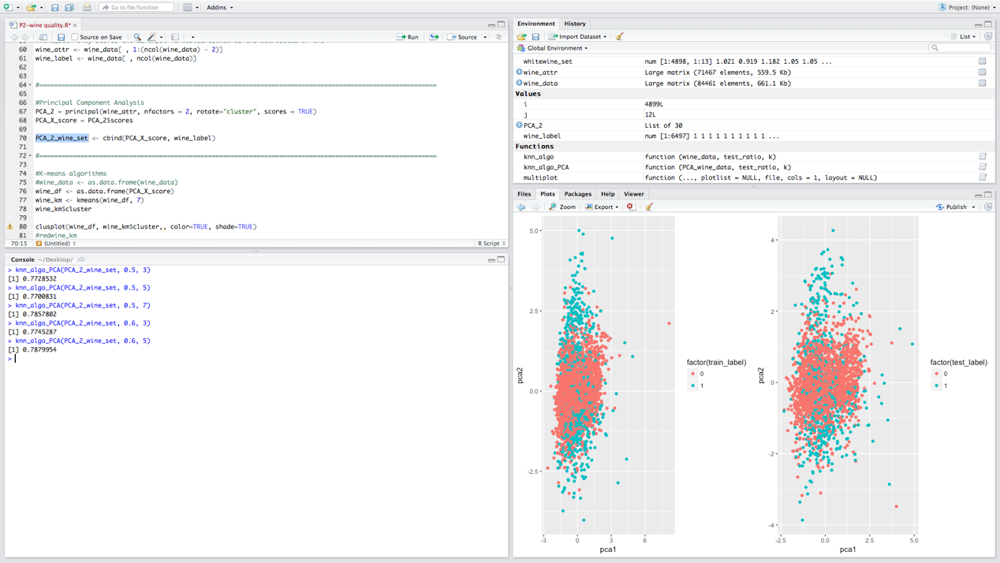 Go to file/function
Addins
Project: (None)
P2-wine quality.R*
Source on Save
Run
Source
60 wine_attr <- wine_data[ , 1:(ncol(wine_data) - 2)]
61 wine_label <- wine_data[ , ncol(wine_data)]
62
63
64 #==========================================================================================================
65
66 #Principal Component Analysis
67 PCA_2 = principal(wine_attr, nfactors = 2, rotate="cluster", scores = TRUE)
68 PCA_X_score = PCA_2$scores
69
70 PCA_2_wine_set <- cbind(PCA_X_score, wine_label)
71
72 #==========================================================================================================
73
74 #K-means algorithms
75 #wine_data <- as.data.frame(wine_data)
76 wine_df <- as.data.frame(PCA_X_score)
77 wine_km <- kmeans(wine_df, 7)
78 wine_km$cluster
79
80 clusplot(wine_df, wine_km$cluster,, color=TRUE, shade=TRUE)
81 #redwine_km
70:15 (Untitled) R Script
Console ~/Desktop/
> knn_algo_PCA(PCA_2_wine_set, 0.5, 3)
[1] 0.7728532
> knn_algo_PCA(PCA_2_wine_set, 0.5, 5)
[1] 0.7700831
> knn_algo_PCA(PCA_2_wine_set, 0.5, 7)
[1] 0.7857802
> knn_algo_PCA(PCA_2_wine_set, 0.6, 3)
[1] 0.7745287
> knn_algo_PCA(PCA_2_wine_set, 0.6, 5)
[1] 0.7879954
>
Environment History
Import Dataset List
Global Environment
whitewine_set num [1:4898, 1:13] 1.021 0.919 1.182 1.05 1.05 ...
wine_attr Large matrix (71467 elements, 559.5 Kb)
wine_data Large matrix (84461 elements, 661.1 Kb)
Values
i 4899L
j 12L
PCA_2 List of 30
wine_label num [1:6497] 1 1 1 1 1 1 1 1 1 1 ...
Functions
knn_algo function (wine_data, test_ratio, k)
knn_algo_PCA function (PCA_wine_data, test_ratio, k)
multiplot function (..., plotlist = NULL, file, cols = 1, layout = NULL)
Files Plots Packages Help Viewer
Zoom Export Publish
5.0
2.5
0.0
-2.5
pca2
-3 0 3 6
pca1
factor(train_label)
0
1
4
2
0
-2
-4
pca2
-2.5 0.0 2.5 5.0
pca1
factor(test_label)
0
1